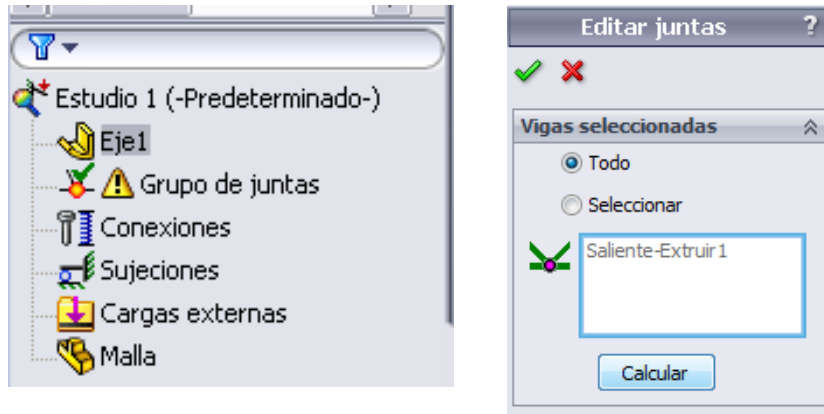 Estudio 1 (-Predeterminado-)
Eje1
Grupo de juntas
Conexiones
Sujeciones
Cargas externas
Malla
Editar juntas ?
Vigas seleccionadas
Todo
Seleccionar
Saliente-Extruir1
Calcular